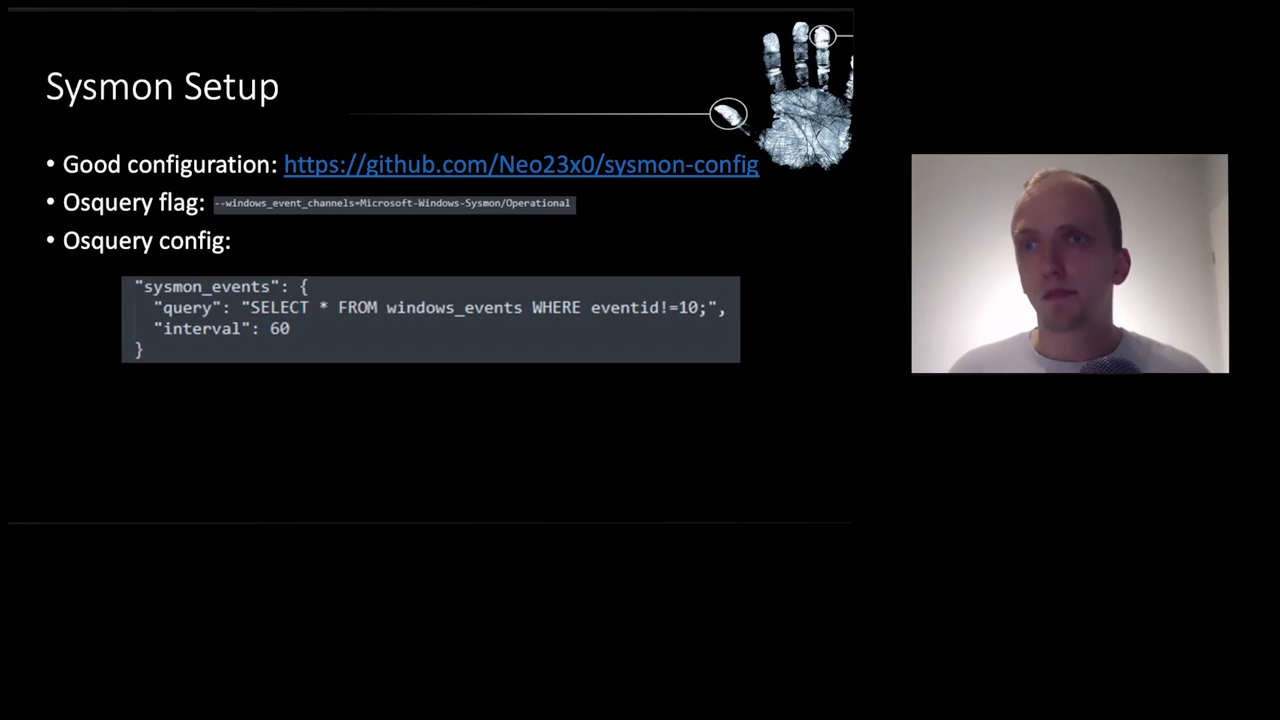 Sysmon Setup
• Good configuration: https://github.com/Neo23x0/sysmon-config
• Osquery flag: --windows_event_channels=Microsoft-Windows-Sysmon/Operational
• Osquery config:
"sysmon_events": {
"query": "SELECT * FROM windows_events WHERE eventid!=10;",
"interval": 60
}